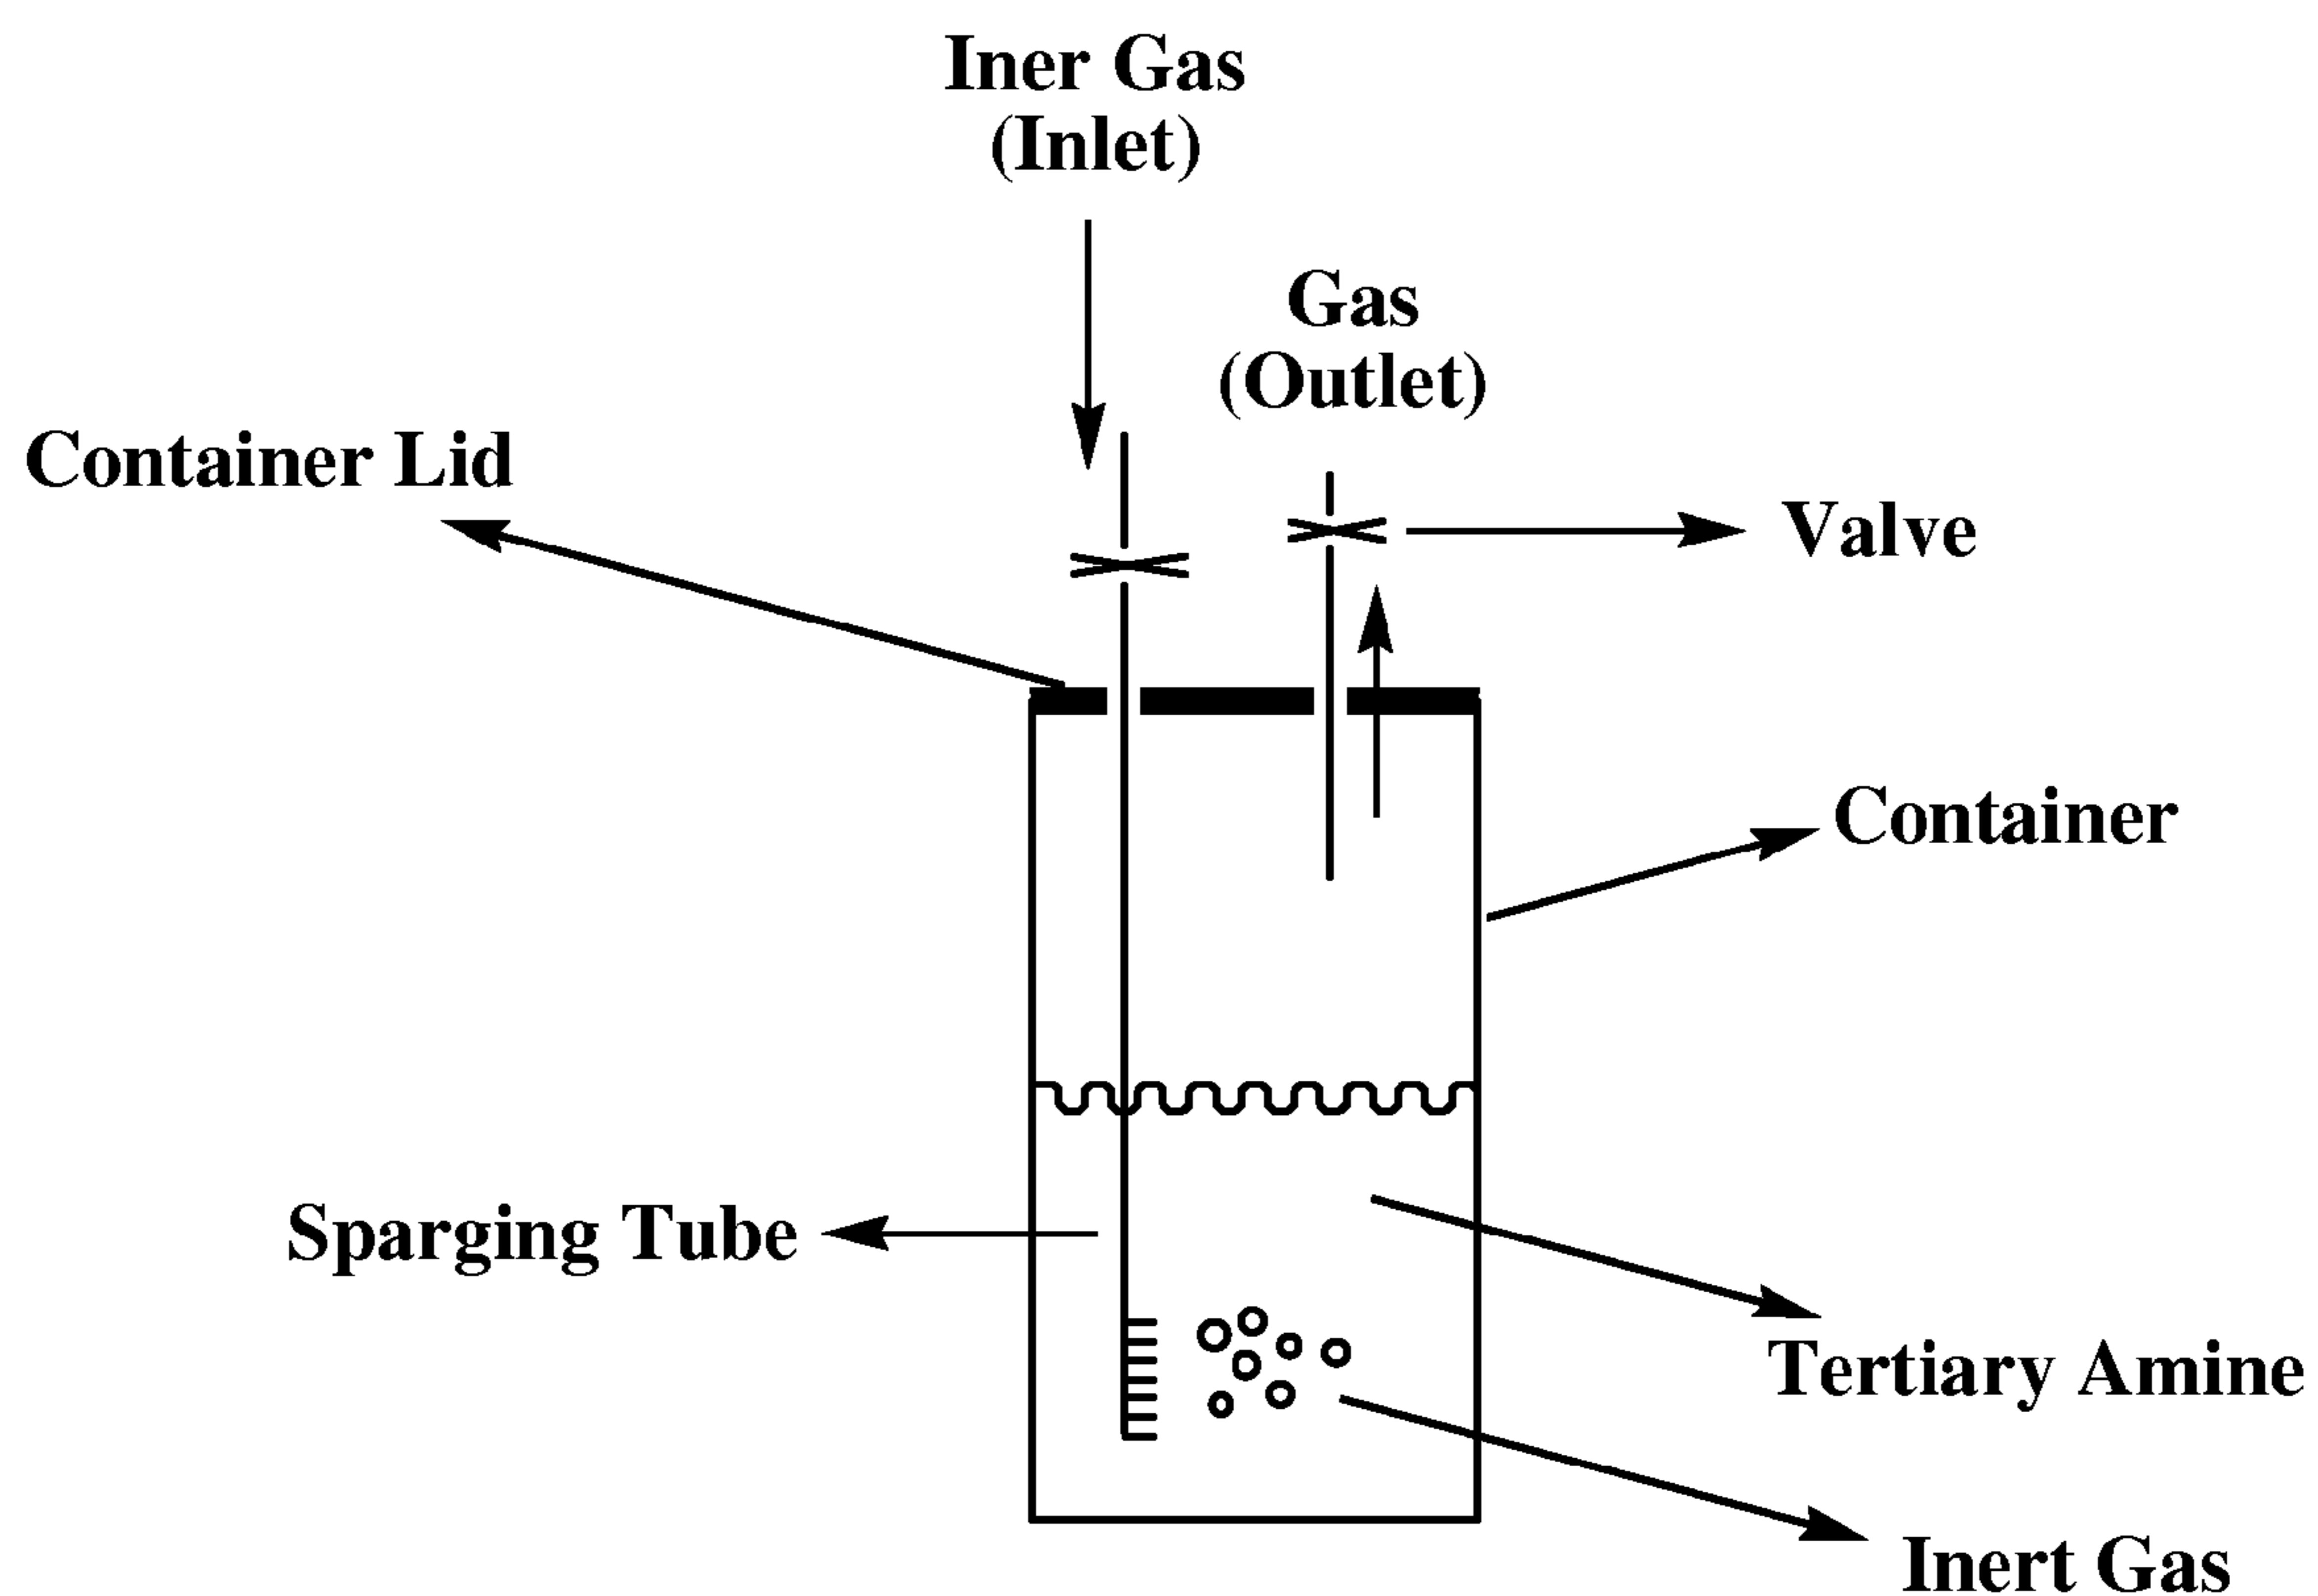 Iner Gas
(Inlet)
Gas
(Outlet)
Container Lid
Valve
Container
Sparging Tube
Tertiary Amine
Inert Gas